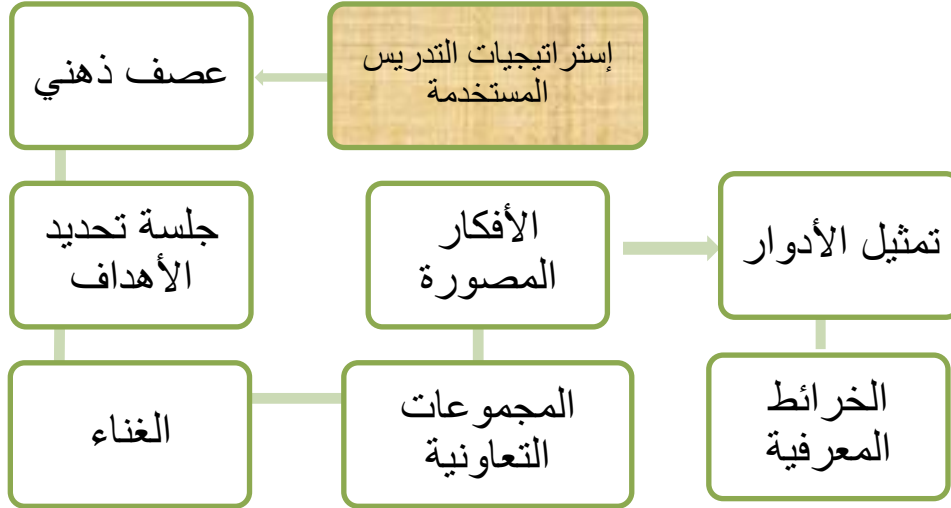 إستراتيجيات التدريس
المستخدمة
عصف ذهني
جلسة تحديد
الأهداف
الغناء
المجموعات
التعاونية
الأفكار
المصورة
تمثيل الأدوار
الخرائط
المعرفية